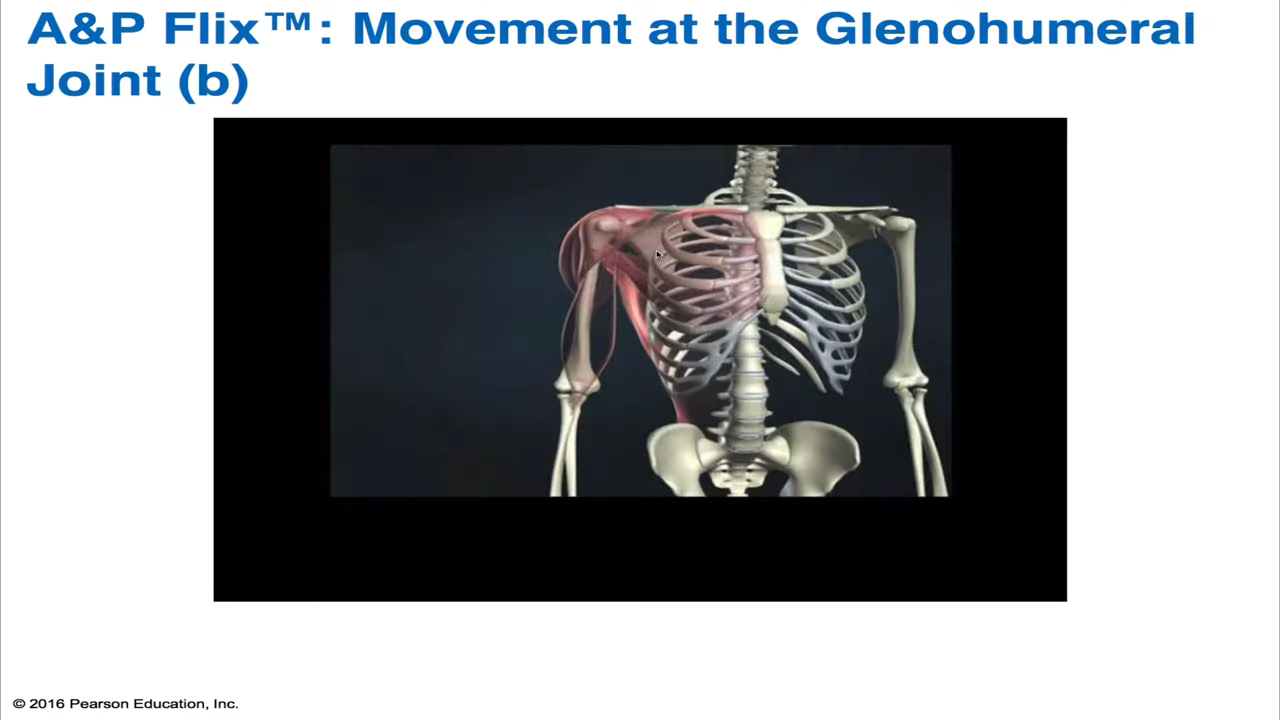 A&P Flix™: Movement at the Glenohumeral
Joint (b)
© 2016 Pearson Education, Inc.